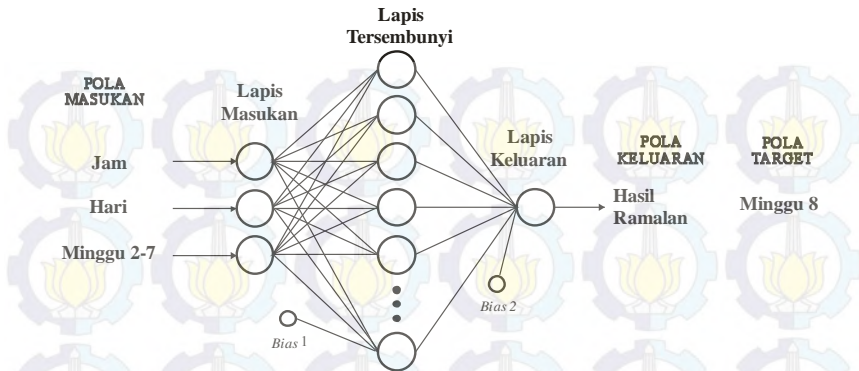 Lapis
Tersembunyi
POLA
MASUKAN
Lapis
Masukan
Jam
Hari
Minggu 2-7
Bias 1
Lapis
Keluaran
Bias 2
POLA
KELUARAN
Hasil
Ramalan
POLA
TARGET
Minggu 8